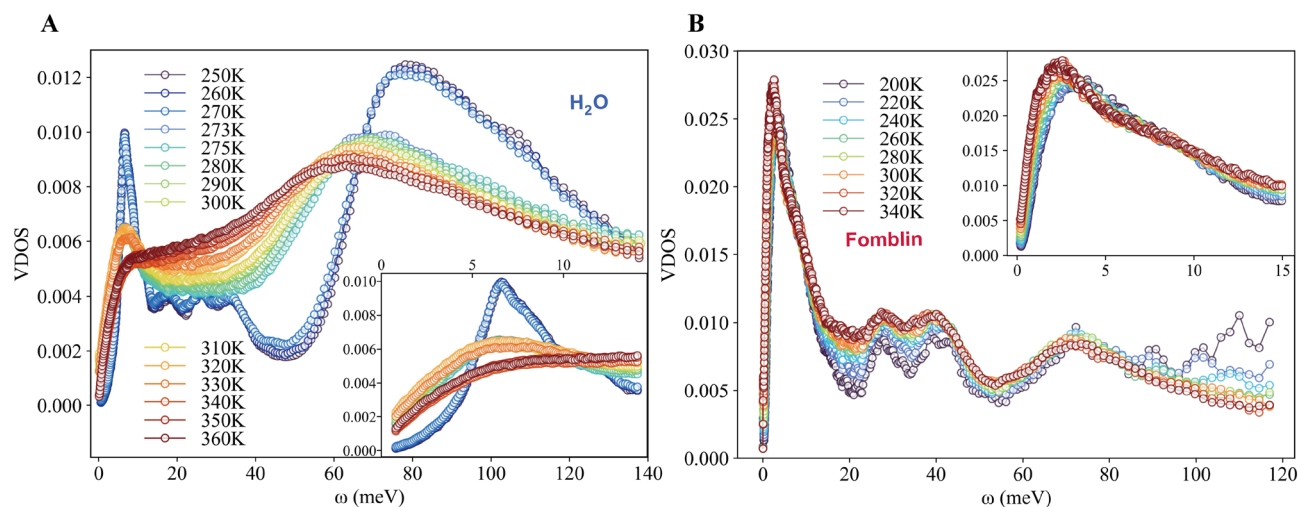 A
B
0.012
0.010
0.008
0.006
0.004
0.002
0.000
VDOS
250K
260K
270K
273K
275K
280K
290K
300K
H₂O
310K
320K
330K
340K
350K
360K
0 5 10
0.010
0.008
0.006
0.004
0.002
0.000
0 20 40 60 80 100 120 140
ω (meV)
0.030
0.025
0.020
0.015
0.010
0.005
0.000
VDOS
200K
220K
240K
260K
280K
300K
320K
340K
Fomblin
0.025
0.020
0.015
0.010
0.005
0.000
0 5 10 15
0 20 40 60 80 100 120
ω (meV)